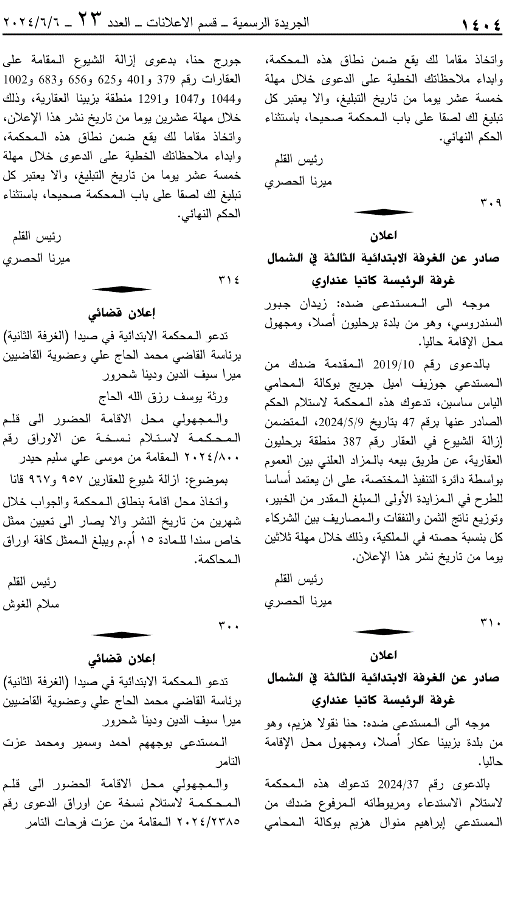 ١٤٠٤
الجريدة الرسمية ـ قسم الاعلانات ـ العدد ٢٣ ـ ٢٠٢٤/٦/٦
واتخاذ مقاما لك يقع ضمن نطاق هذه المحكمة،
وابداء ملاحظاتك الخطية على الدعوى خلال مهلة
خمسة عشر يوما من تاريخ التبليغ، والا يعتبر كل
تبليغ لك لصقا على باب المحكمة صحيحا، باستثناء
الحكم النهائي.
رئيس القلم
ميرنا الحصري
٣٠٩
اعلان
صادر عن الغرفة الابتدائية الثالثة في الشمال
غرفة الرئيسة كاتيا عنداري
موجه الى المستدعى ضده: زيدان جبور
السندروسي، وهو من بلدة برحليون أصلا، ومجهول
محل الإقامة حاليا.
بالدعوى رقم 2019/10 المقدمة ضدك من
المستدعي جوزيف اميل جريج بوكالة المحامي
الياس ساسين، تدعوك هذه المحكمة لاستلام الحكم
الصادر عنها برقم 47 بتاريخ 2024/5/9، المتضمن
إزالة الشيوع في العقار رقم 387 منطقة برحليون
العقارية، عن طريق بيعه بالمزاد العلني بين العموم
بواسطة دائرة التنفيذ المختصة، على ان يعتمد أساسا
للطرح في المزايدة الأولى المبلغ المقدر من الخبير،
وتوزيع ناتج الثمن والنفقات والمصاريف بين الشركاء
كل بنسبة حصته في الملكية، وذلك خلال مهلة ثلاثين
يوما من تاريخ نشر هذا الإعلان.
رئيس القلم
ميرنا الحصري
٣١٠
اعلان
صادر عن الغرفة الابتدائية الثالثة في الشمال
غرفة الرئيسة كاتيا عنداري
موجه الى المستدعى ضده: حنا نقولا هزيم، وهو
من بلدة بزبينا عكار أصلا، ومجهول محل الإقامة
حاليا.
بالدعوى رقم 2024/37 تدعوك هذه المحكمة
لاستلام الاستدعاء ومربوطاته المرفوع ضدك من
المستدعي إبراهيم منوال هزيم بوكالة المحامي
جورج حنا، بدعوى إزالة الشيوع المقامة على
العقارات رقم 379 و401 و625 و656 و683 و1002
و1044 و1047 و1291 منطقة بزبينا العقارية، وذلك
خلال مهلة عشرين يوما من تاريخ نشر هذا الإعلان،
واتخاذ مقاما لك يقع ضمن نطاق هذه المحكمة،
وابداء ملاحظاتك الخطية على الدعوى خلال مهلة
خمسة عشر يوما من تاريخ التبليغ، والا يعتبر كل
تبليغ لك لصقا على باب المحكمة صحيحا، باستثناء
الحكم النهائي.
رئيس القلم
ميرنا الحصري
٣١٤
إعلان قضائي
تدعو المحكمة الابتدائية في صيدا (الغرفة الثانية)
برئاسة القاضي محمد الحاج علي وعضوية القاضيين
ميرا سيف الدين ودينا شحرور
ورثة يوسف رزق الله الحاج
والمجهولي محل الاقامة الحضور الى قلم
المحكمة لاستلام نسخة عن الاوراق رقم
٢٠٢٤/٨٠٠ المقامة من موسى علي سليم حيدر
بموضوع: ازالة شيوع للعقارين ٩٥٧ و٩٦٧ قانا
واتخاذ محل اقامة بنطاق المحكمة والجواب خلال
شهرين من تاريخ النشر والا يصار الى تعيين ممثل
خاص سندا للمادة ١٥ أ.م.م ويبلغ الممثل كافة اوراق
المحاكمة.
رئيس القلم
سلام الغوش
٣٠٠
إعلان قضائي
تدعو المحكمة الابتدائية في صيدا (الغرفة الثانية)
برئاسة القاضي محمد الحاج علي وعضوية القاضيين
ميرا سيف الدين ودينا شحرور
المستدعى بوجههم احمد وسمير ومحمد عزت
التامر
والمجهولي محل الاقامة الحضور الى قلم
المحكمة لاستلام نسخة عن اوراق الدعوى رقم
٢٠٢٤/٢٣٨٥ المقامة من عزت فرحات التامر